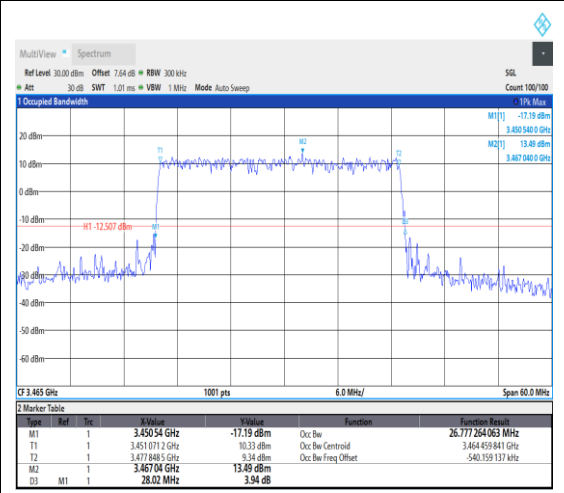 MultiView Spectrum
Ref Level 30.00 dBm Offset 7.64 dB RBW 300 kHz SGL
Att 30 dB SWT 1.01 ms VBW 1 MHz Mode Auto Sweep Count 100/100
1 Occupied Bandwidth 1Pk Max
M1[1] -17.19 dBm
3.450 540 0 GHz
M2[1] 13.49 dBm
3.467 040 0 GHz
20 dBm
M2
T1
T2
10 dBm
0 dBm
-10 dBm
H1 -12.507 dBm
M1
-20 dBm
-30 dBm
-40 dBm
-50 dBm
-60 dBm
CF 3.465 GHz 1001 pts 6.0 MHz/ Span 60.0 MHz
2 Marker Table
Type Ref Trc X-Value Y-Value Function Function Result
M1 1 3.45054 GHz -17.19 dBm Occ Bw 26.777 264 063 MHz
T1 1 3.451 071 2 GHz 10.33 dBm Occ Bw Centroid 3.464 459 841 GHz
T2 1 3.477 848 5 GHz 9.34 dBm Occ Bw Freq Offset -540.159 137 kHz
M2 1 3.46704 GHz 13.49 dBm
D3 M1 1 28.02 MHz 3.94 dB